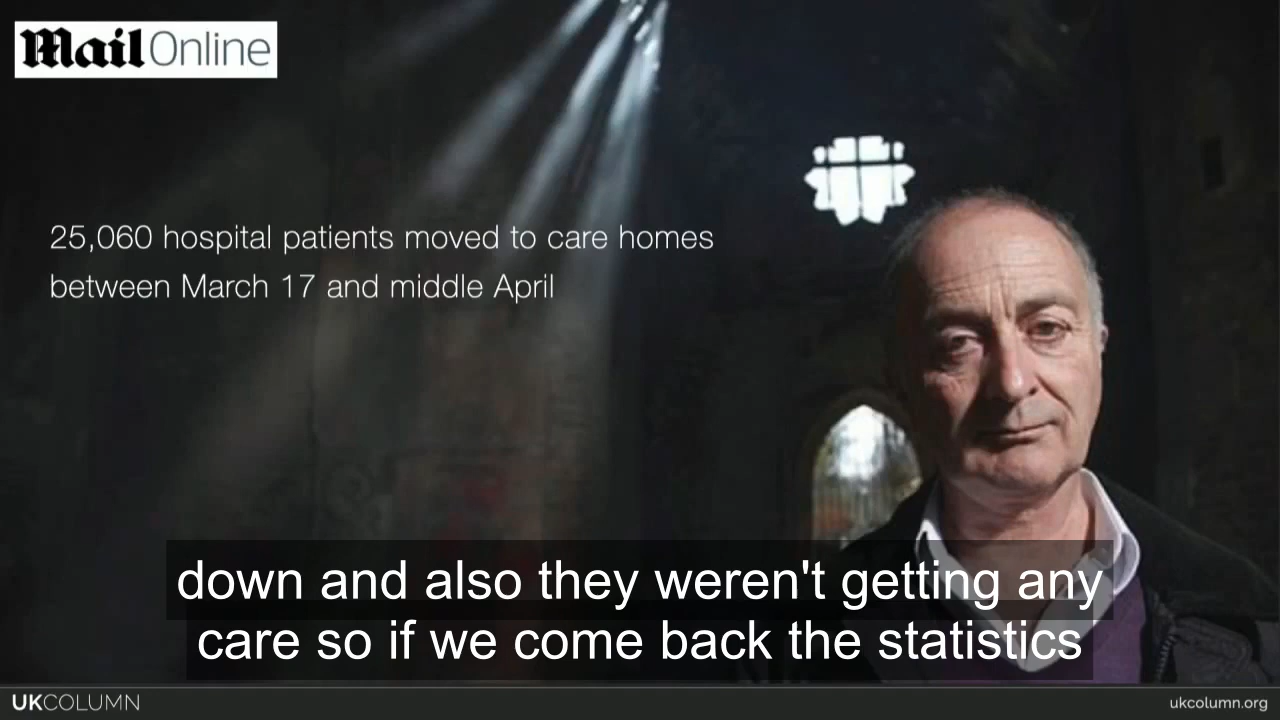 Mail Online
25,060 hospital patients moved to care homes
between March 17 and middle April
down and also they weren't getting any
care so if we come back the statistics
UKCOLUMN
ukcolumn.org